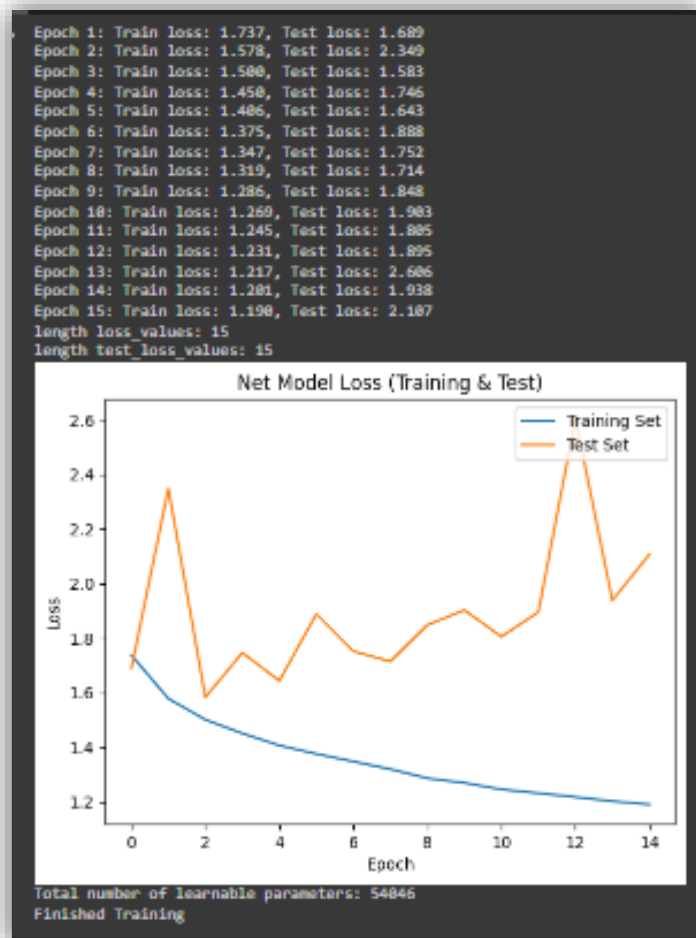 Epoch 1: Train loss: 1.737, Test loss: 1.689
Epoch 2: Train loss: 1.578, Test loss: 2.349
Epoch 3: Train loss: 1.500, Test loss: 1.583
Epoch 4: Train loss: 1.450, Test loss: 1.746
Epoch 5: Train loss: 1.406, Test loss: 1.643
Epoch 6: Train loss: 1.375, Test loss: 1.888
Epoch 7: Train loss: 1.347, Test loss: 1.752
Epoch 8: Train loss: 1.319, Test loss: 1.714
Epoch 9: Train loss: 1.286, Test loss: 1.848
Epoch 10: Train loss: 1.269, Test loss: 1.903
Epoch 11: Train loss: 1.245, Test loss: 1.805
Epoch 12: Train loss: 1.231, Test loss: 1.895
Epoch 13: Train loss: 1.217, Test loss: 2.606
Epoch 14: Train loss: 1.201, Test loss: 1.938
Epoch 15: Train loss: 1.190, Test loss: 2.107
length loss_values: 15
length test_loss_values: 15
Net Model Loss (Training & Test)
Training Set
Test Set
2.6
2.4
2.2
2.0
1.8
1.6
1.4
1.2
Loss
0 2 4 6 8 10 12 14
Epoch
Total number of learnable parameters: 54046
Finished Training